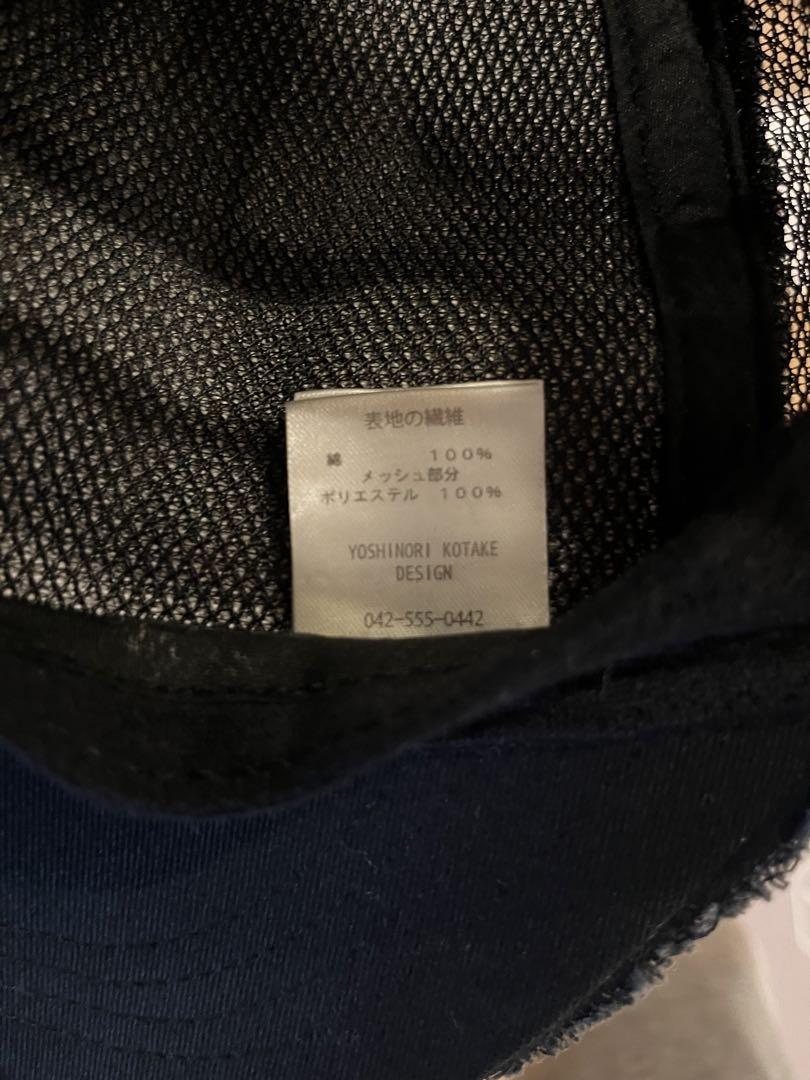 表地の繊維
綿 １００％
メッシュ部分
ポリエステル １００％
YOSHINORI KOTAKE
DESIGN
042-555-0442